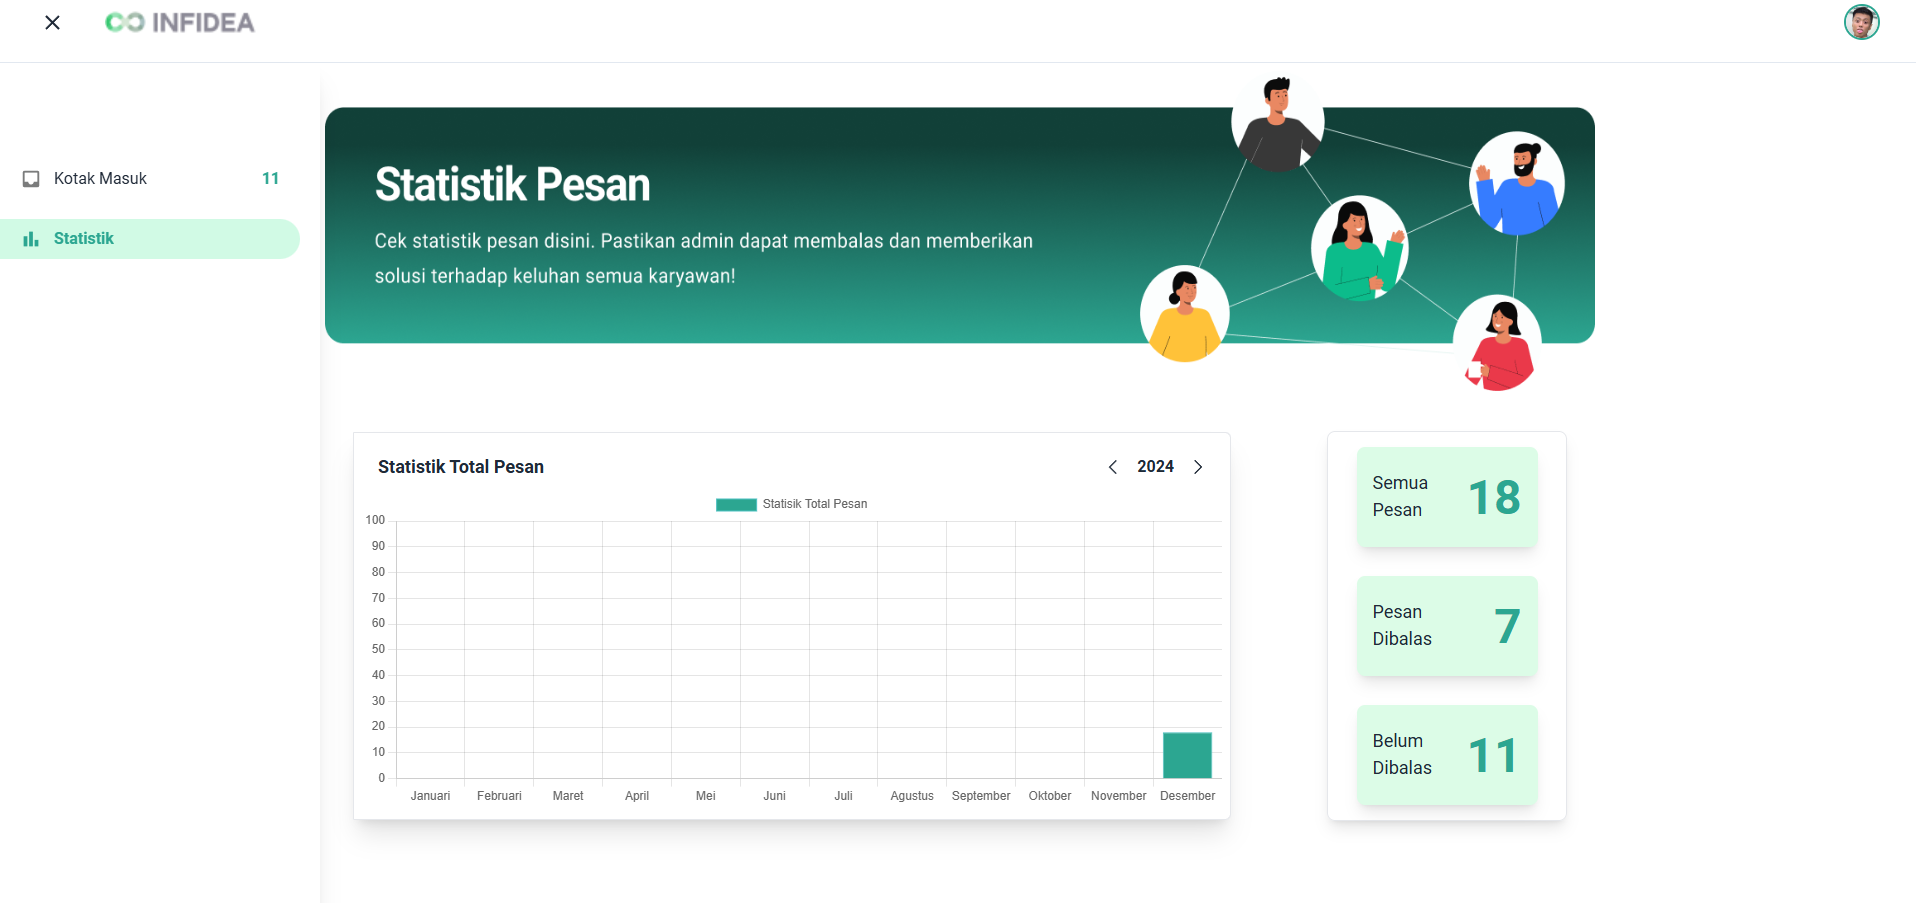 INFIDEA
Kotak Masuk 11
Statistik
Statistik Pesan
Cek statistik pesan disini. Pastikan admin dapat membalas dan memberikan
solusi terhadap keluhan semua karyawan!
Statistik Total Pesan
2024
Statisik Total Pesan
100
90
80
70
60
50
40
30
20
10
0
Januari Februari Maret April Mei Juni Juli Agustus September Oktober November Desember
Semua
Pesan
18
Pesan
Dibalas
7
Belum
Dibalas
11